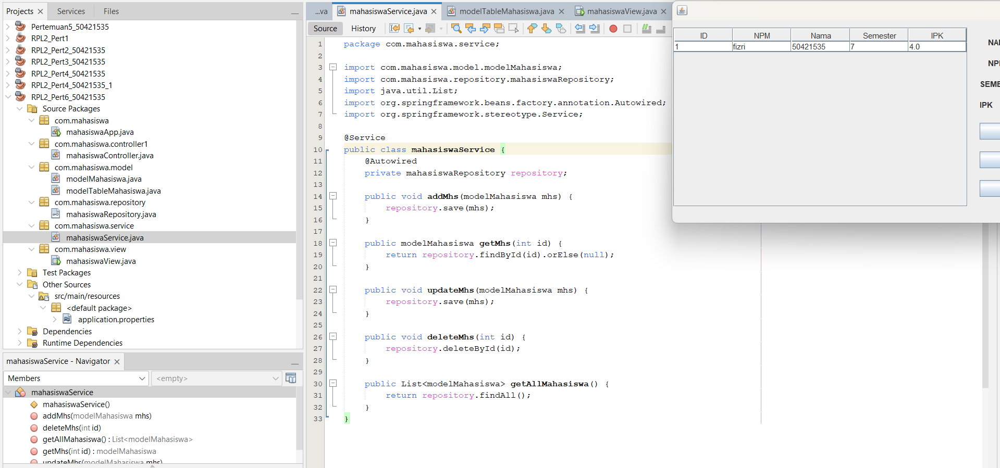 Projects
Services
Files
Pertemuan5_50421535
RPL2_Pert1
RPL2_Pert2_50421535
RPL2_Pert3_50421535
RPL2_Pert4_50421535
RPL2_Pert4_50421535_1
RPL2_Pert6_50421535
Source Packages
com.mahasiswa
mahasiswaApp.java
com.mahasiswa.controller1
mahasiswaController.java
com.mahasiswa.model
modelMahasiswa.java
modelTableMahasiswa.java
com.mahasiswa.repository
mahasiswaRepository.java
com.mahasiswa.service
mahasiswaService.java
com.mahasiswa.view
mahasiswaView.java
Test Packages
Other Sources
src/main/resources
<default package>
application.properties
Dependencies
Runtime Dependencies
mahasiswaService - Navigator
Members
<empty>
mahasiswaService
mahasiswaService()
addMhs(modelMahasiswa mhs)
deleteMhs(int id)
getAllMahasiswa() : List<modelMahasiswa>
getMhs(int id) : modelMahasiswa
updateMhs(modelMahasiswa mhs)
...va
mahasiswaService.java
modelTableMahasiswa.java
mahasiswaView.java
Source
History
1 package com.mahasiswa.service;
2
3 import com.mahasiswa.model.modelMahasiswa;
4 import com.mahasiswa.repository.mahasiswaRepository;
5 import java.util.List;
6 import org.springframework.beans.factory.annotation.Autowired;
7 import org.springframework.stereotype.Service;
8
9 @Service
10 public class mahasiswaService {
11 @Autowired
12 private mahasiswaRepository repository;
13
14 public void addMhs(modelMahasiswa mhs) {
15 repository.save(mhs);
16 }
17
18 public modelMahasiswa getMhs(int id) {
19 return repository.findById(id).orElse(null);
20 }
21
22 public void updateMhs(modelMahasiswa mhs) {
23 repository.save(mhs);
24 }
25
26 public void deleteMhs(int id) {
27 repository.deleteById(id);
28 }
29
30 public List<modelMahasiswa> getAllMahasiswa() {
31 return repository.findAll();
32 }
33 }
ID NPM Nama Semester IPK
1 fizri 50421535 7 4.0
NA
NP
SEME
IPK